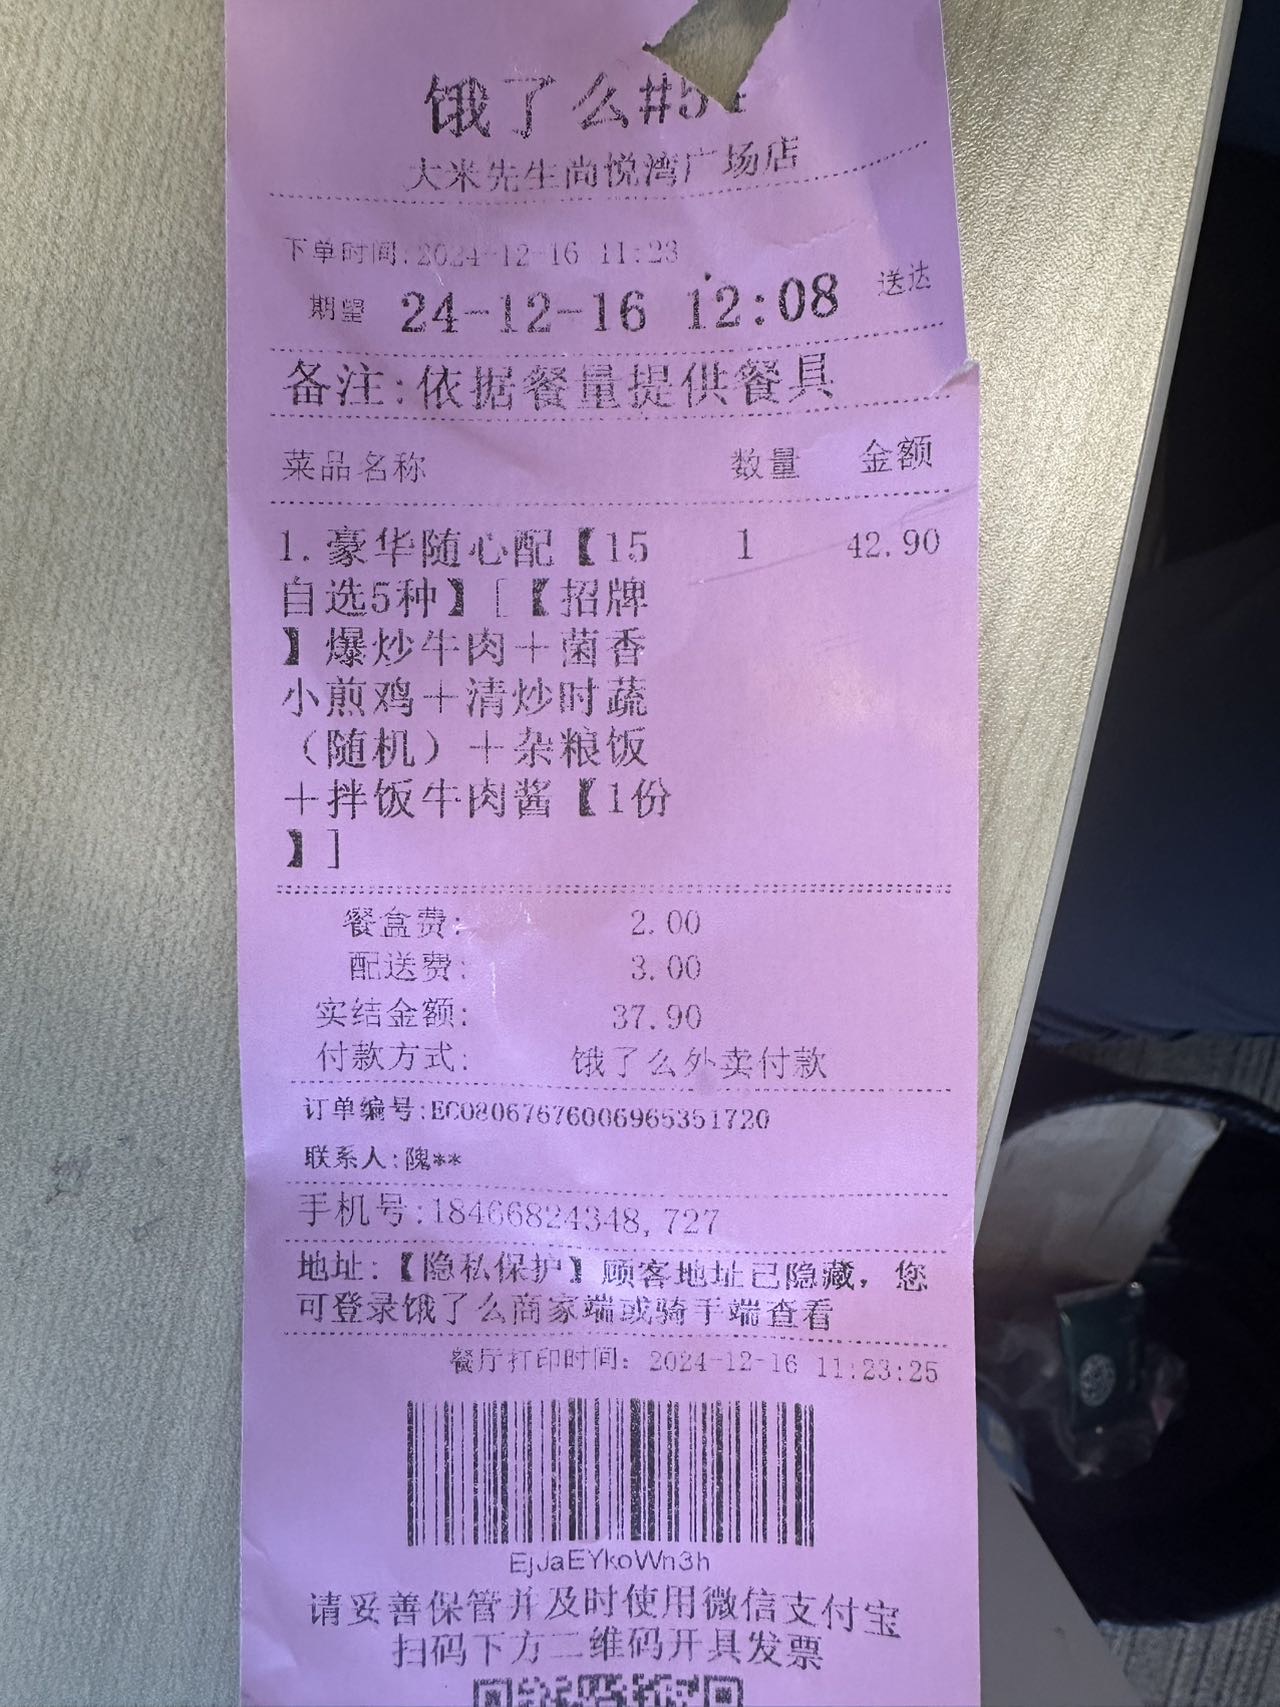 饿了么#5
大米先生尚悦湾广场店
下单时间:2024-12-16 11:23
期望 24-12-16 12:08 送达
备注:依据餐量提供餐具
菜品名称 数量 金额
1.豪华随心配【15 1 42.90
自选5种】[【招牌
】爆炒牛肉+菌香
小煎鸡+清炒时蔬
（随机）+杂粮饭
+拌饭牛肉酱【1份
】]
餐盒费: 2.00
配送费: 3.00
实结金额: 37.90
付款方式: 饿了么外卖付款
订单编号:EC0806767600696535172​0
联系人:隗**
手机号:18466824348,727
地址:【隐私保护】顾客地址已隐藏，您
可登录饿了么商家端或骑手端查看
餐厅打印时间: 2024-12-16 11:23:25
EjJaEYkoWn3h
请妥善保管并及时使用微信支付宝
扫码下方二维码开具发票